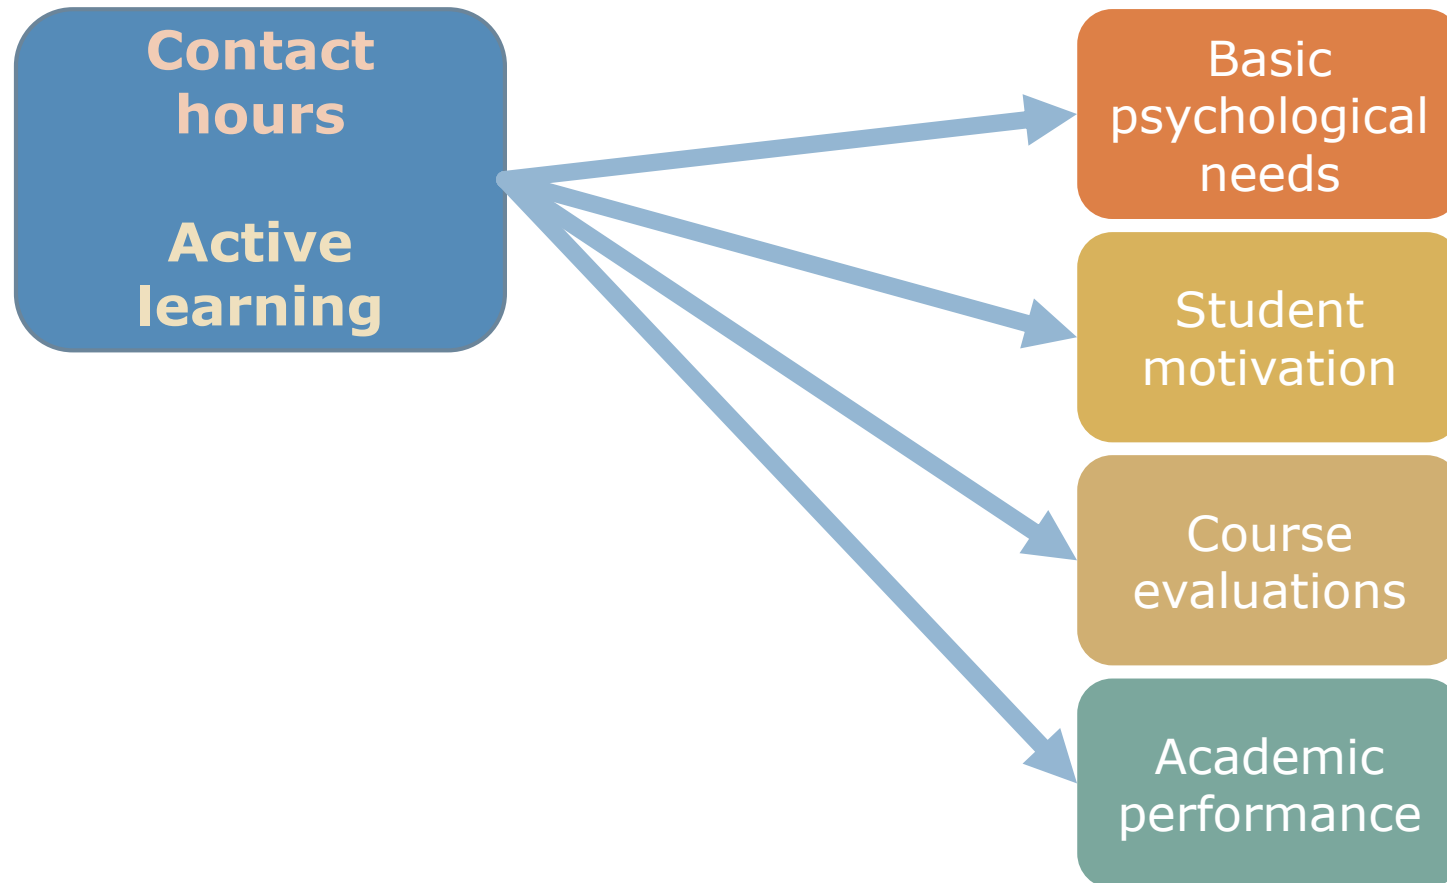 Contact
hours
Active
learning
Basic
psychological
needs
Student
motivation
Course
evaluations
Academic
performance